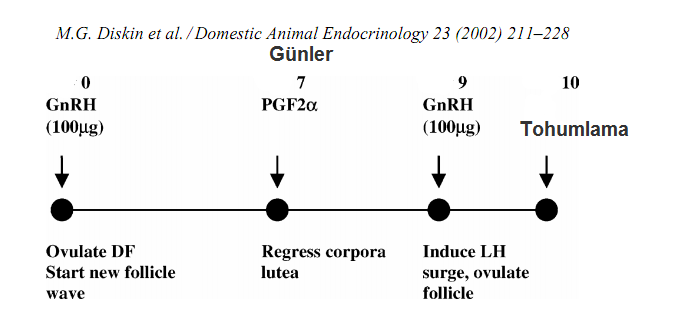 M.G. Diskin et al. / Domestic Animal Endocrinology 23 (2002) 211–228
Günler
0 7 9 10
GnRH PGF2α GnRH
(100μg) (100μg) Tohumlama
Ovulate DF Regress corpora Induce LH
Start new follicle lutea surge, ovulate
wave follicle